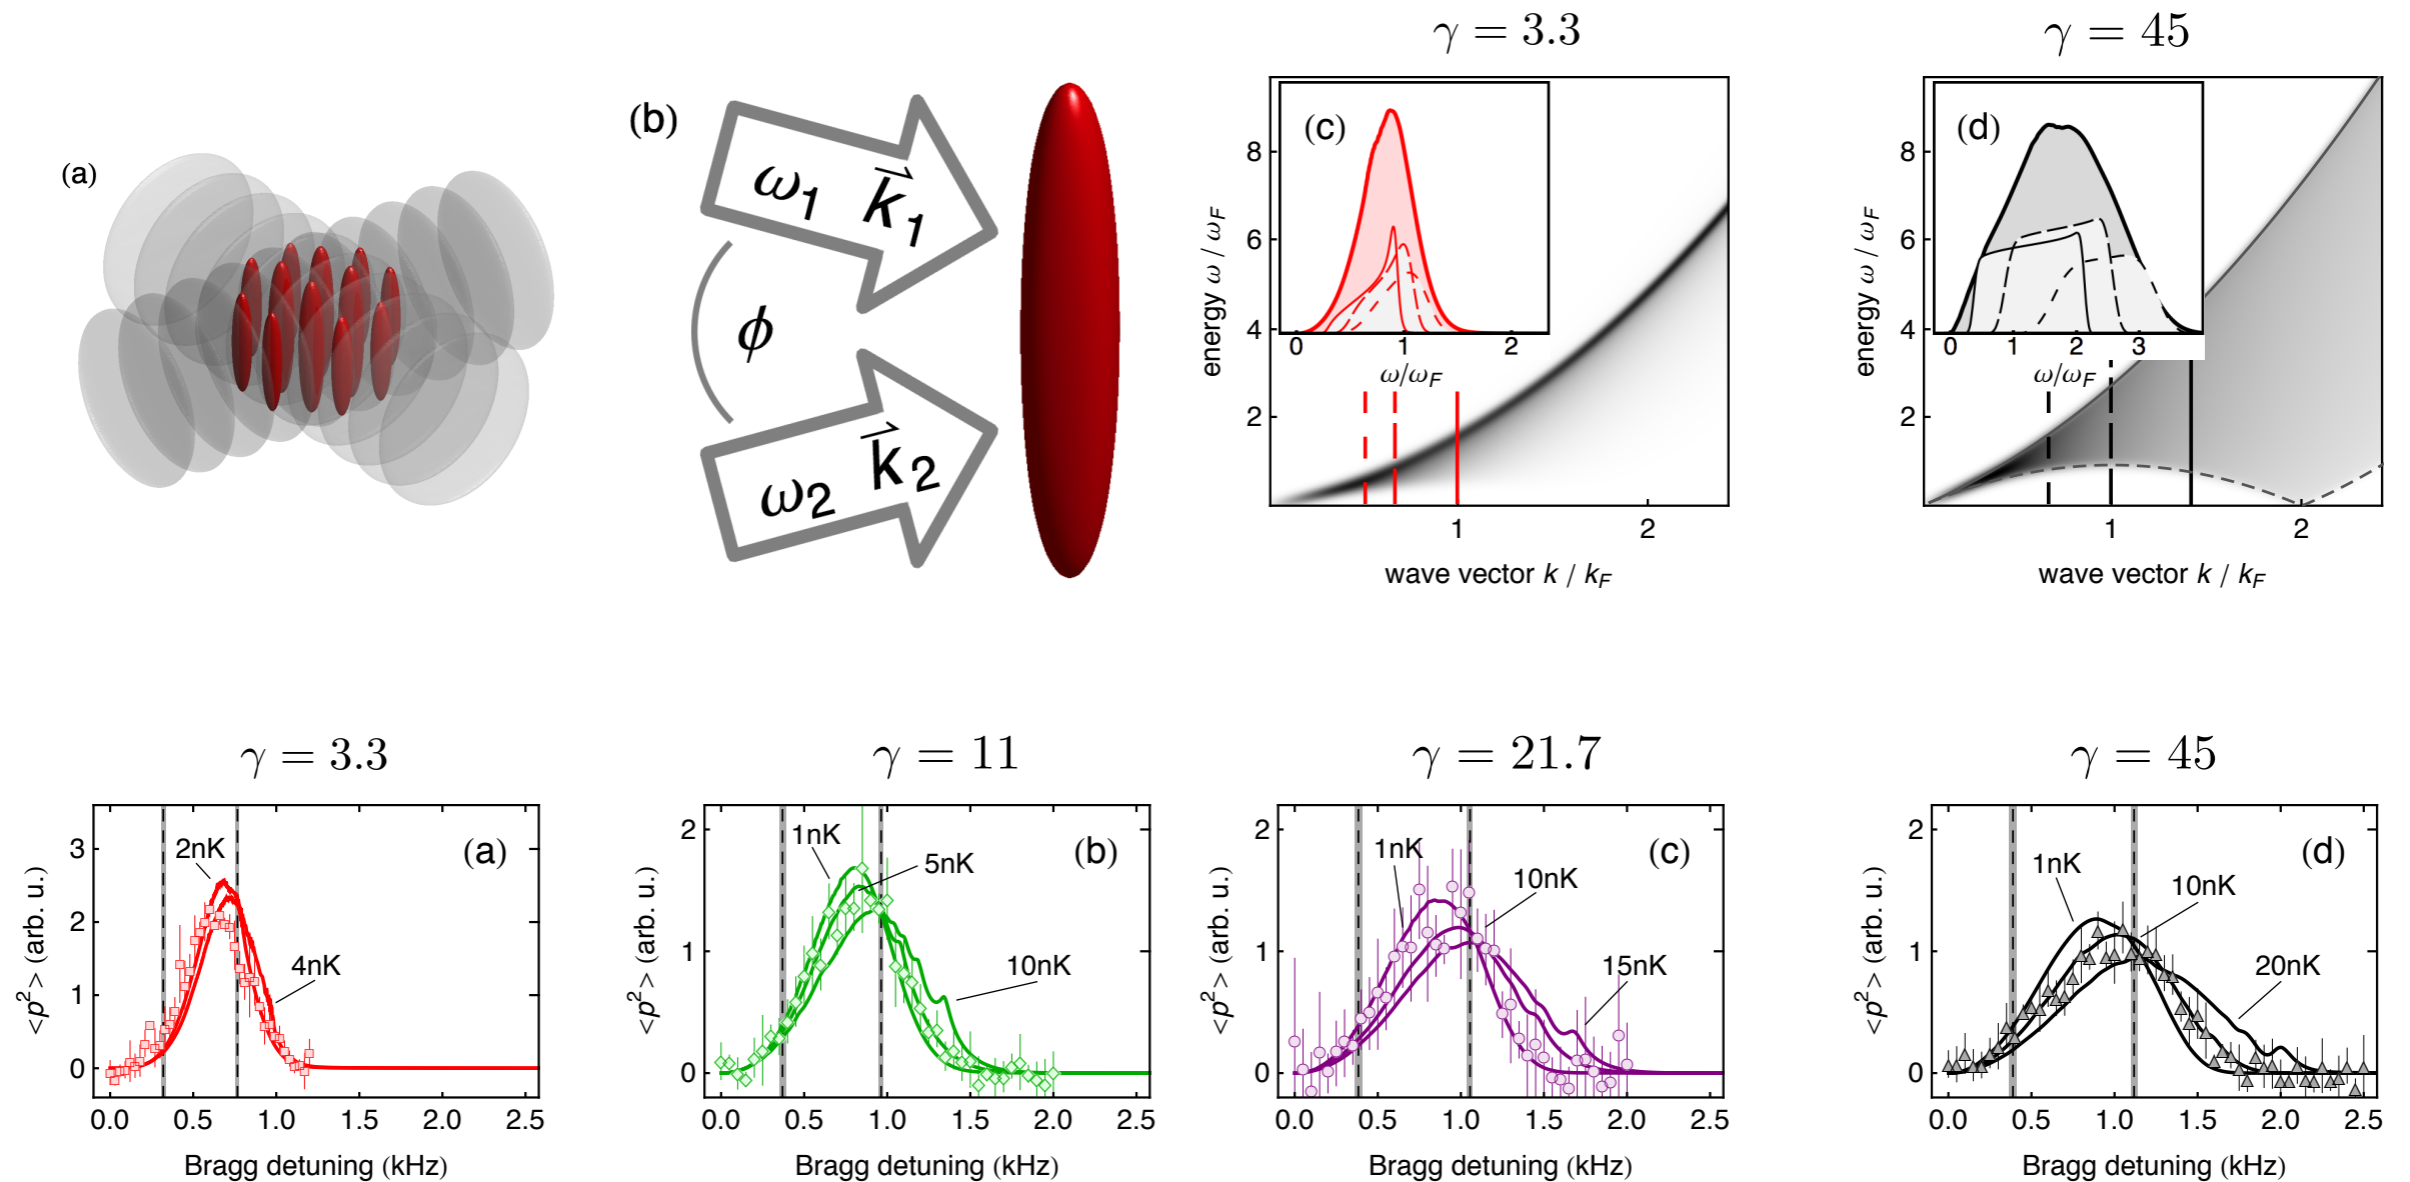 γ = 3.3
γ = 45
(a)
(b)
ω1 k⃗1
ϕ
ω2 k⃗2
(c)
8
6
4
2
energy ω / ωF
0 1 2
ω/ωF
1 2
wave vector k / kF
(d)
8
6
4
2
energy ω / ωF
0 1 2 3
ω/ωF
1 2
wave vector k / kF
γ = 3.3
(a)
2nK
4nK
3
2
1
0
<p²> (arb. u.)
0.0 0.5 1.0 1.5 2.0 2.5
Bragg detuning (kHz)
γ = 11
(b)
1nK
5nK
10nK
2
1
0
<p²> (arb. u.)
0.0 0.5 1.0 1.5 2.0 2.5
Bragg detuning (kHz)
γ = 21.7
(c)
1nK
10nK
15nK
2
1
0
<p²> (arb. u.)
0.0 0.5 1.0 1.5 2.0 2.5
Bragg detuning (kHz)
γ = 45
(d)
1nK
10nK
20nK
2
1
0
<p²> (arb. u.)
0.0 0.5 1.0 1.5 2.0 2.5
Bragg detuning (kHz)